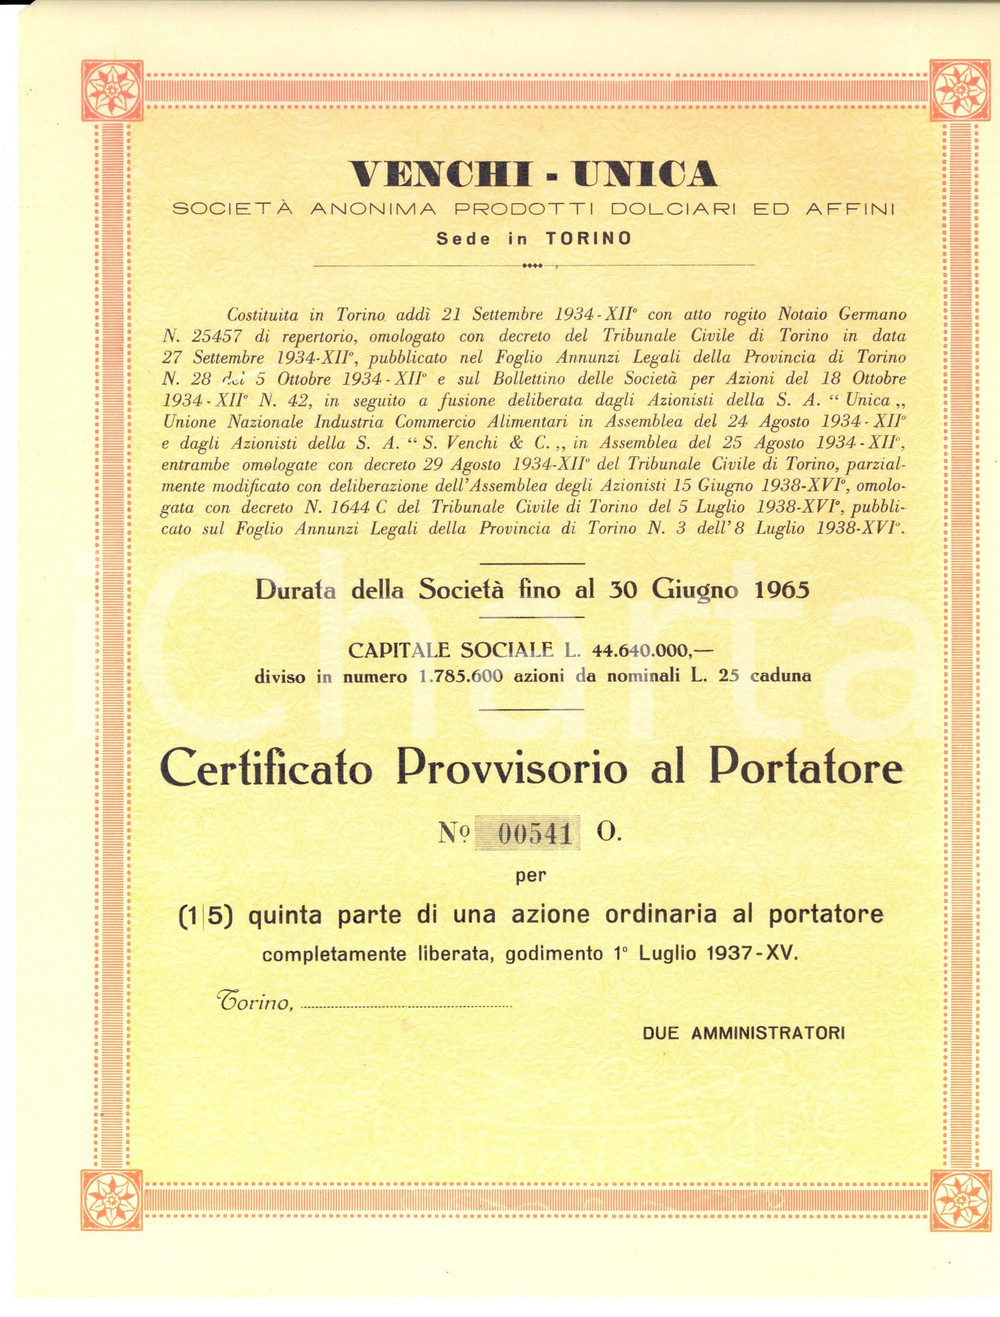 VENCHI - UNICA
SOCIETÀ ANONIMA PRODOTTI DOLCIARI ED AFFINI
Sede in TORINO
Costituita in Torino addì 21 Settembre 1934-XII° con atto rogito Notaio Germano
N. 25457 di repertorio, omologato con decreto del Tribunale Civile di Torino in data
27 Settembre 1934-XII°, pubblicato nel Foglio Annunzi Legali della Provincia di Torino
N. 28 del 5 Ottobre 1934-XII° e sul Bollettino delle Società per Azioni del 18 Ottobre
1934-XII° N. 42, in seguito a fusione deliberata dagli Azionisti della S. A. “ Unica „
Unione Nazionale Industria Commercio Alimentari in Assemblea del 24 Agosto 1934-XII°
e dagli Azionisti della S. A. “ S. Venchi & C. „ in Assemblea del 25 Agosto 1934-XII°,
entrambe omologate con decreto 29 Agosto 1934-XII° del Tribunale Civile di Torino, parzial-
mente modificato con deliberazione dell'Assemblea degli Azionisti 15 Giugno 1938-XVI°, omolo-
gata con decreto N. 1644 C del Tribunale Civile di Torino del 5 Luglio 1938-XVI°, pubbli-
cato sul Foglio Annunzi Legali della Provincia di Torino N. 3 dell'8 Luglio 1938-XVI°.
Durata della Società fino al 30 Giugno 1965
CAPITALE SOCIALE L. 44.640.000,—
diviso in numero 1.785.600 azioni da nominali L. 25 caduna
iCharta
Certificato Provvisorio al Portatore
Nº 00541 O.
per
(1/5) quinta parte di una azione ordinaria al portatore
completamente liberata, godimento 1° Luglio 1937-XV.
Torino, ........................
DUE AMMINISTRATORI